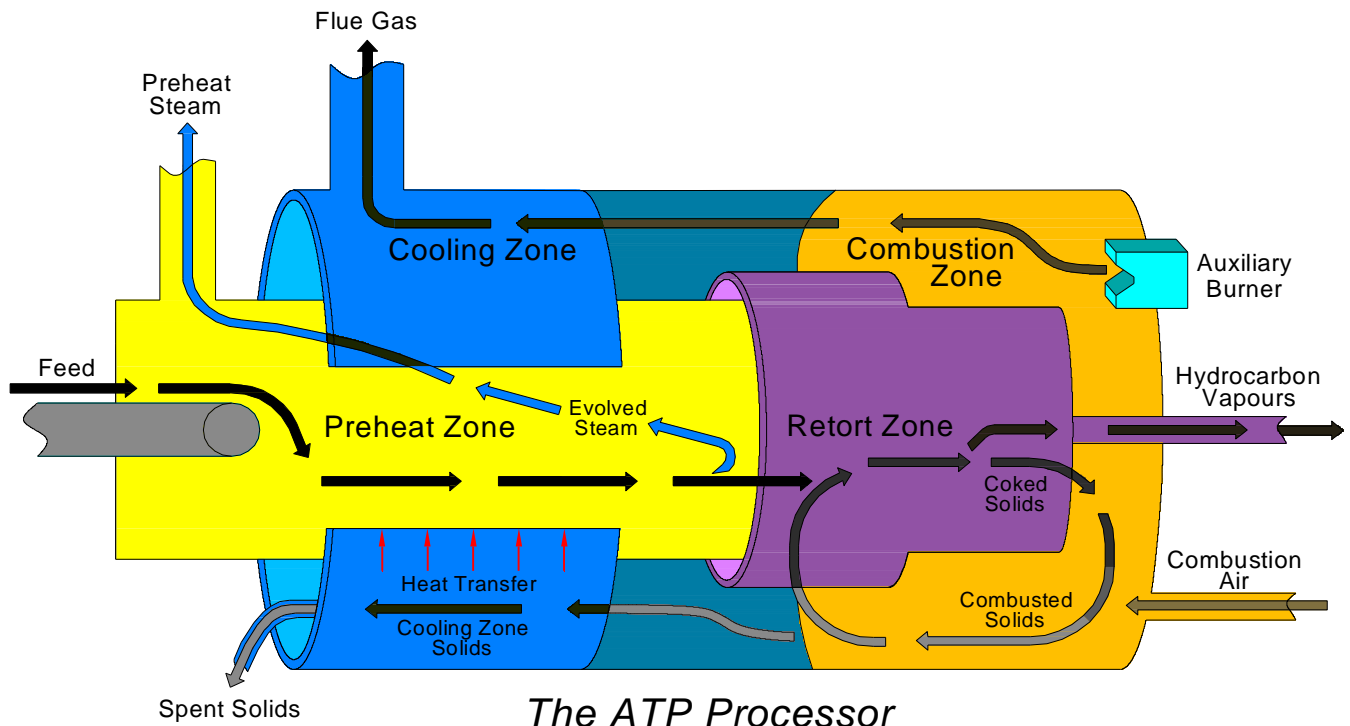 Flue Gas
Preheat
Steam
Cooling Zone
Combustion
Zone
Auxiliary
Burner
Feed
Preheat Zone
Evolved
Steam
Retort Zone
Hydrocarbon
Vapours
Coked
Solids
Heat Transfer
Combustion
Air
Cooling Zone
Solids
Combusted
Solids
Spent Solids
The ATP Processor